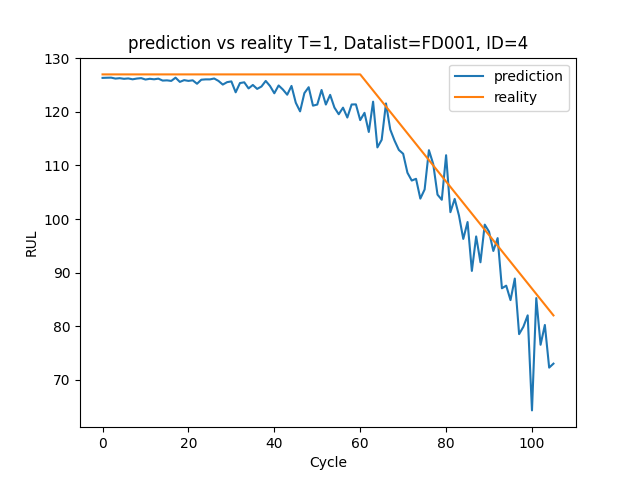 prediction vs reality T=1, Datalist=FD001, ID=4
prediction
reality
RUL
130
120
110
100
90
80
70
0 20 40 60 80 100
Cycle